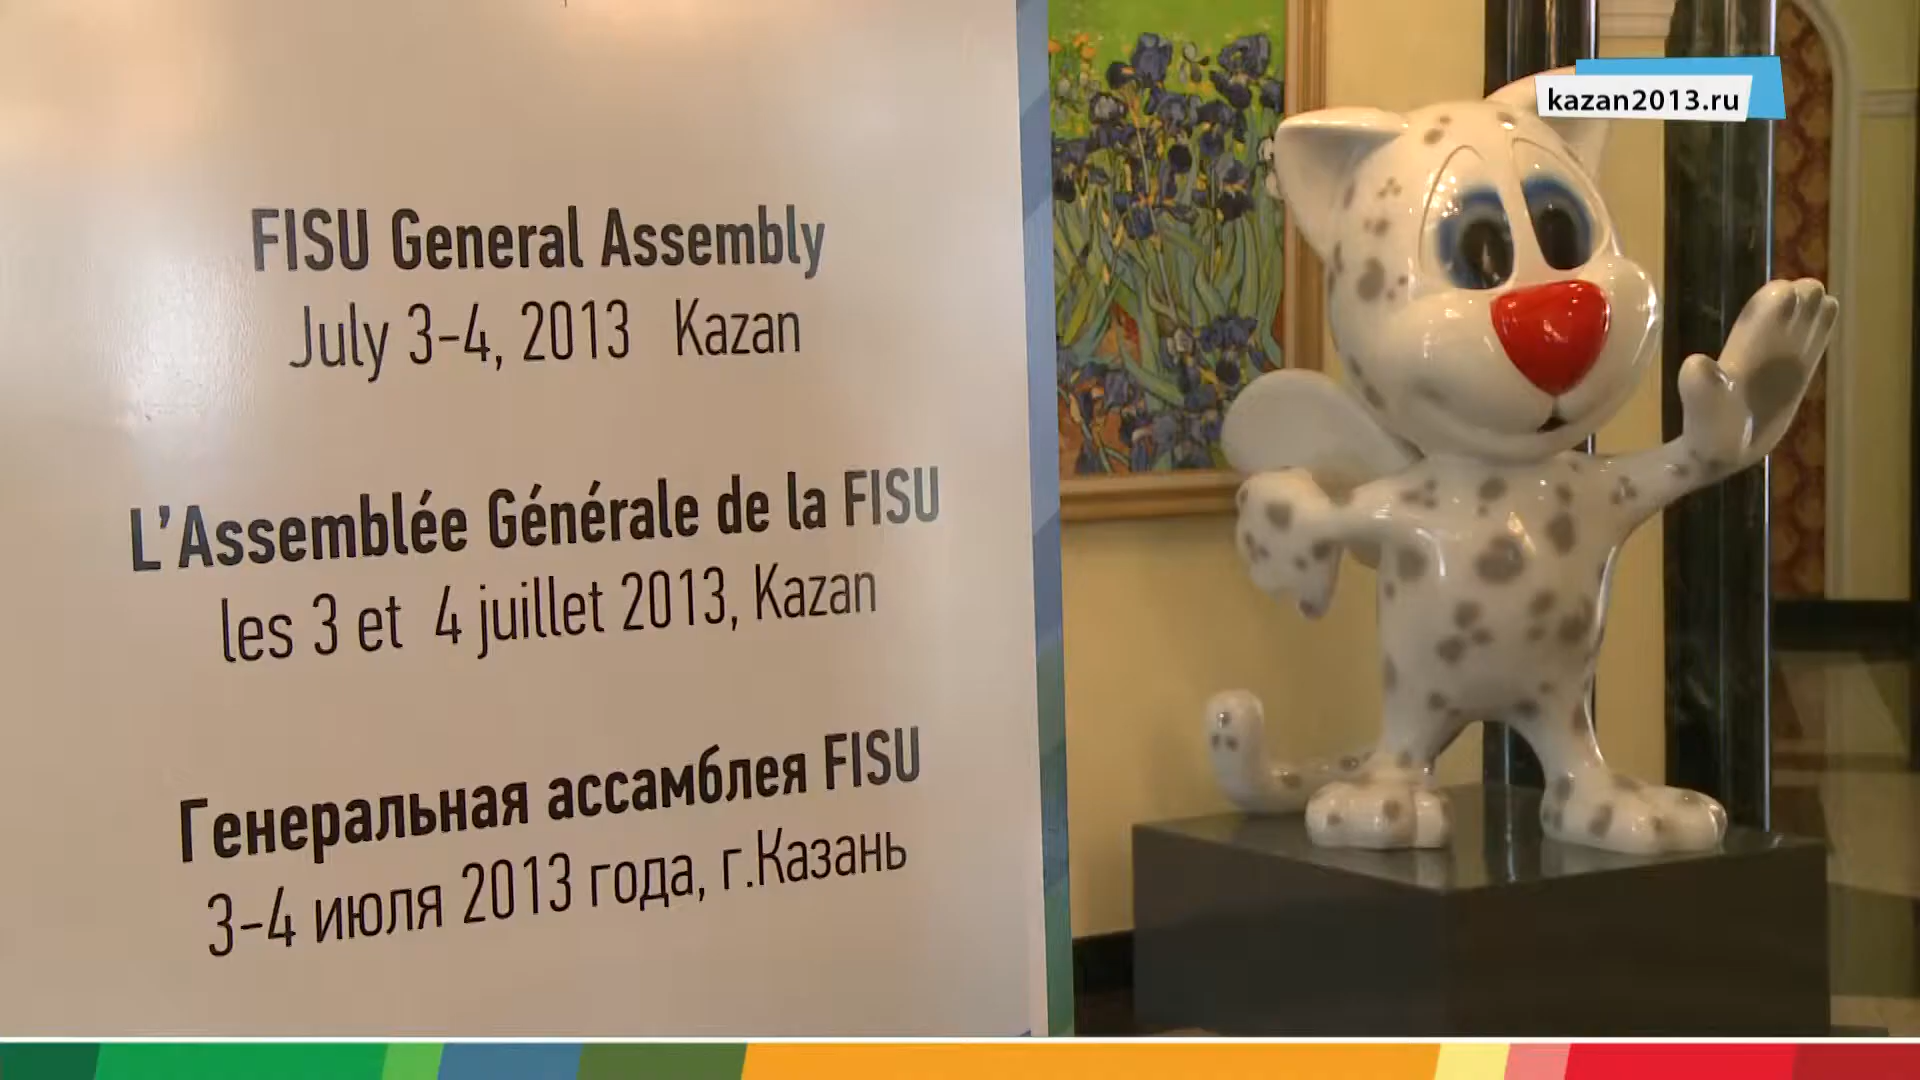 kazan2013.ru
FISU General Assembly
July 3-4, 2013 Kazan
L'Assemblée Générale de la FISU
les 3 et 4 juillet 2013, Kazan
Генеральная ассамблея FISU
3-4 июля 2013 года, г.Казань